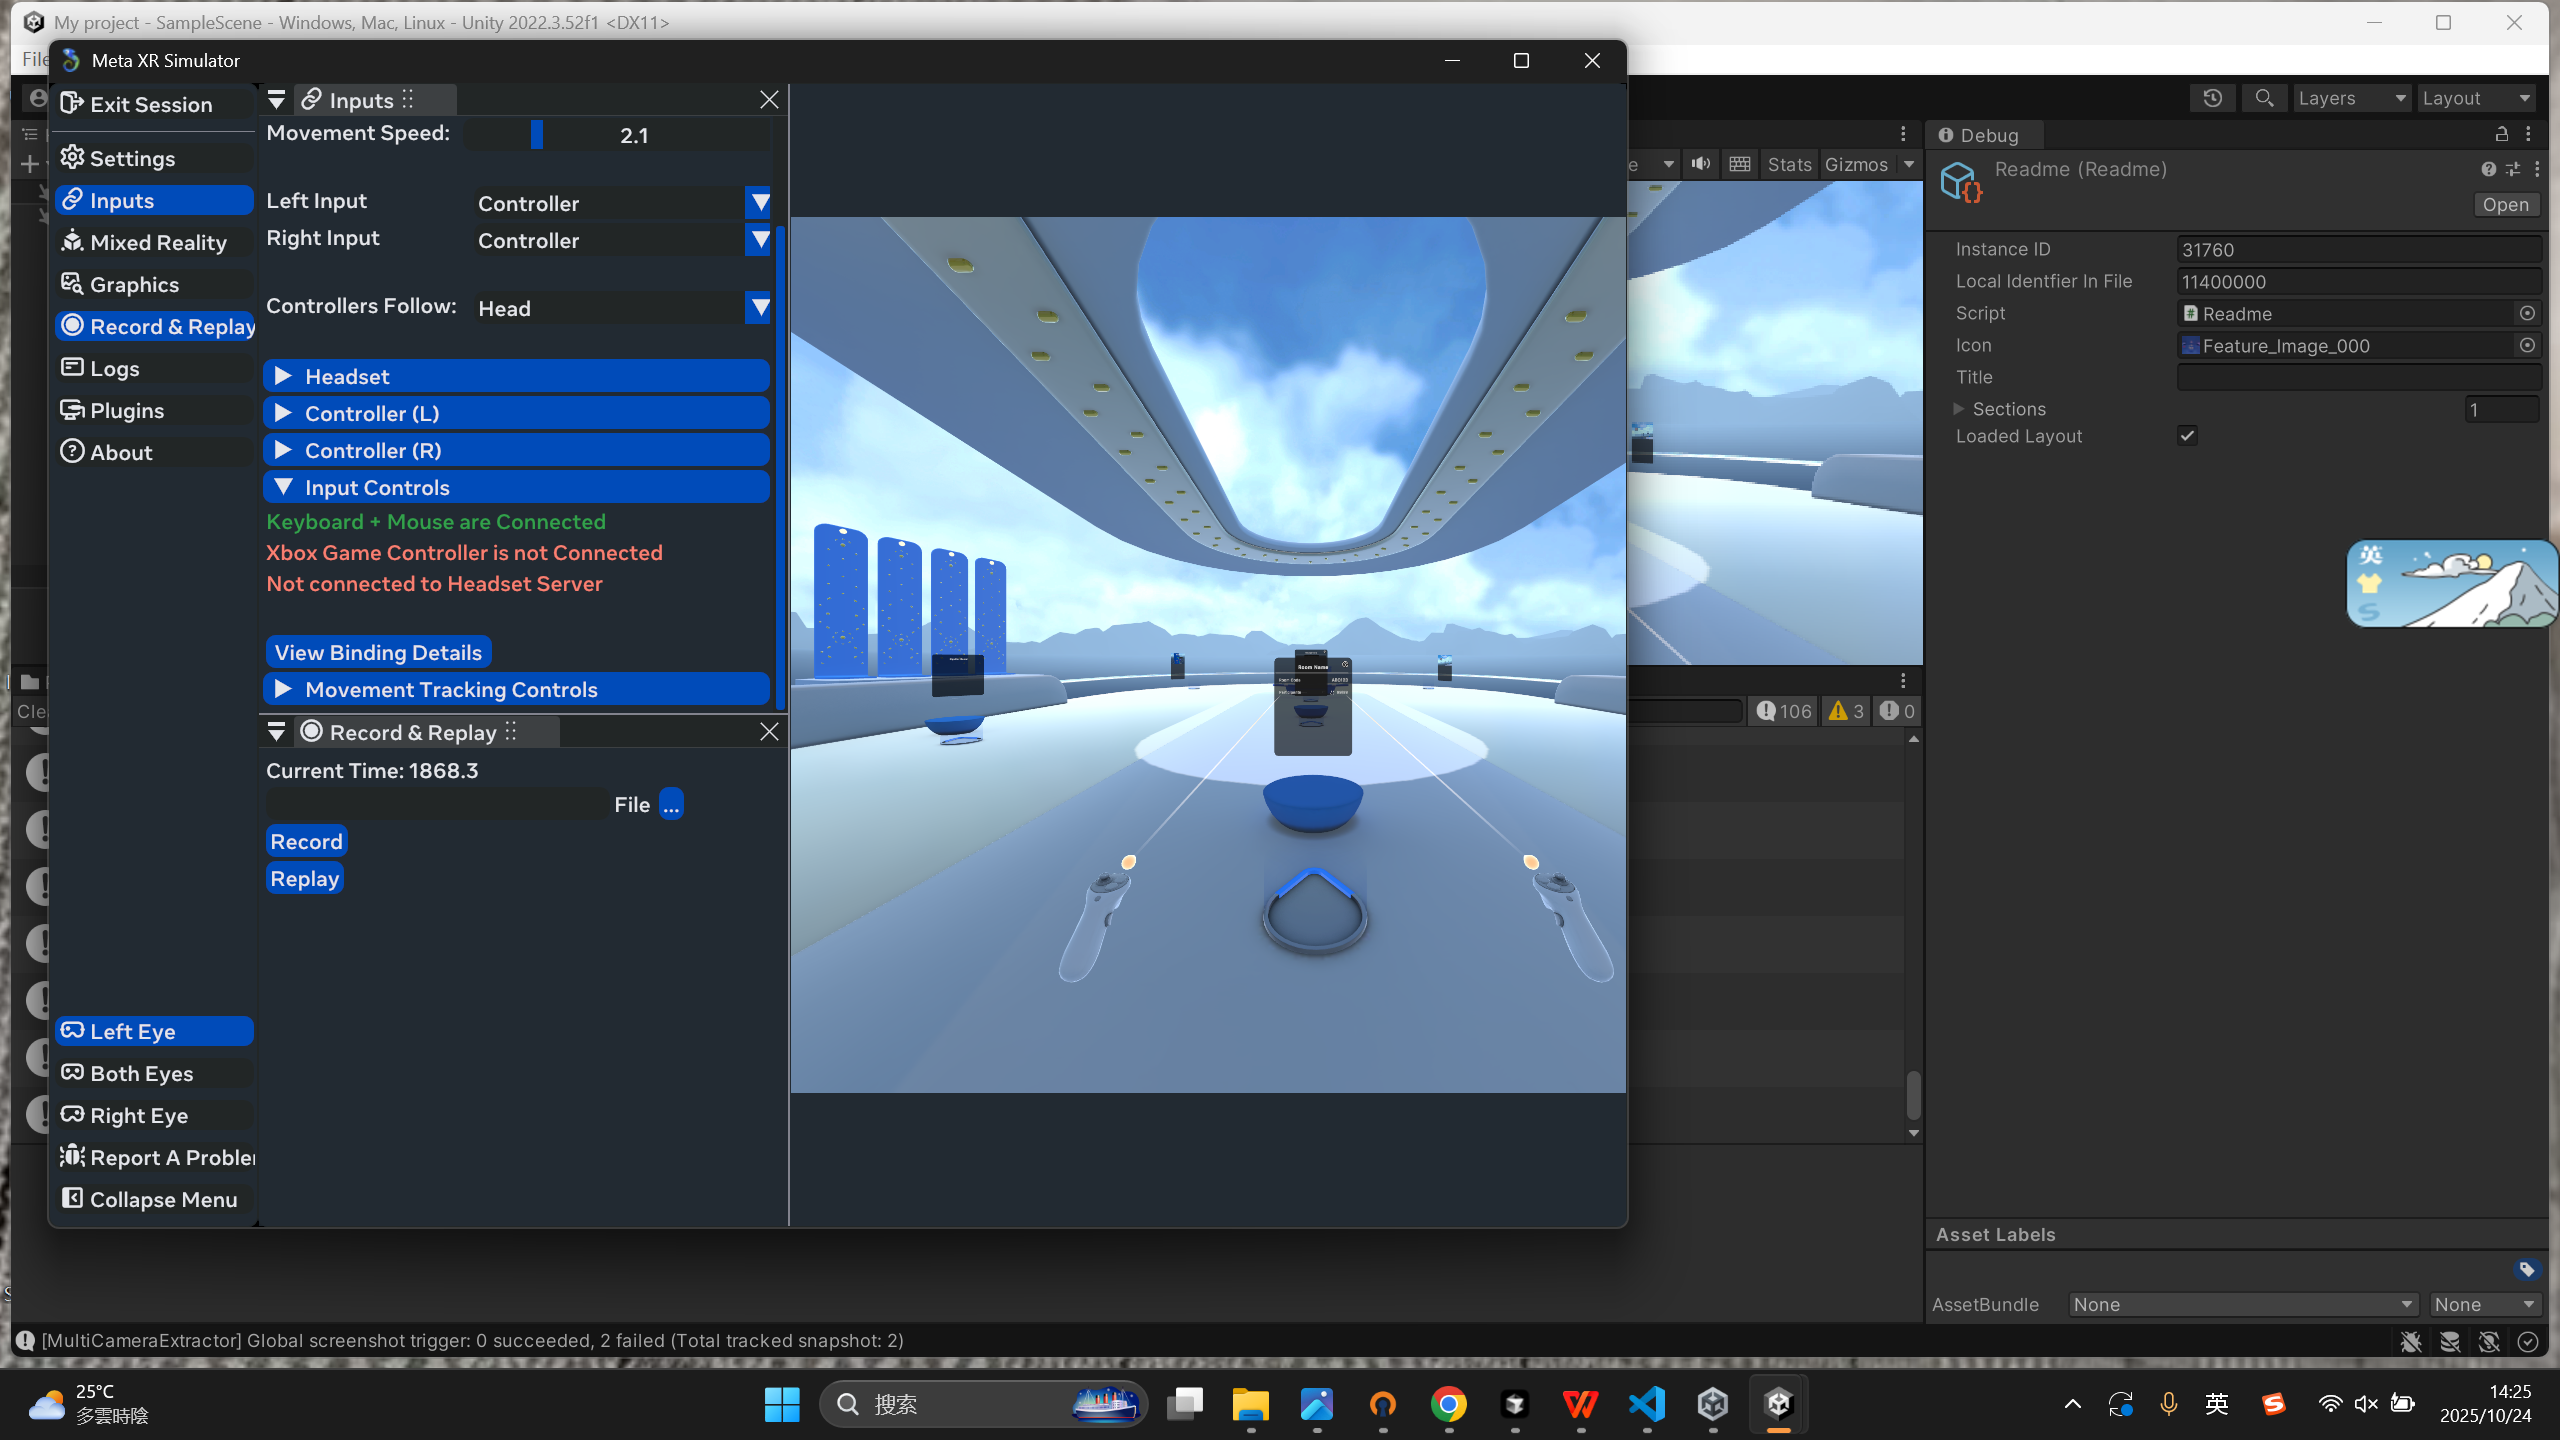 My project - SampleScene - Windows, Mac, Linux - Unity 2022.3.52f1 <DX11>
File
Meta XR Simulator
Exit Session
Settings
Inputs
Mixed Reality
Graphics
Record & Replay
Logs
Plugins
About
Left Eye
Both Eyes
Right Eye
Report A Proble
Collapse Menu
Inputs
Movement Speed: 2.1
Left Input Controller
Right Input Controller
Controllers Follow: Head
Headset
Controller (L)
Controller (R)
Input Controls
Keyboard + Mouse are Connected
Xbox Game Controller is not Connected
Not connected to Headset Server
View Binding Details
Movement Tracking Controls
Record & Replay
Current Time: 1868.3
File ...
Record
Replay
Room Name
Room Code
Layers Layout
Stats Gizmos
106 3 0
Debug
Readme (Readme)
Open
Instance ID 31760
Local Identfier In File 11400000
Script Readme
Icon Feature_Image_000
Title
Sections 1
Loaded Layout
英
Asset Labels
AssetBundle None None
[MultiCameraExtractor] Global screenshot trigger: 0 succeeded, 2 failed (Total tracked snapshot: 2)
25°C
多雲時陰
搜索
英
14:25
2025/10/24